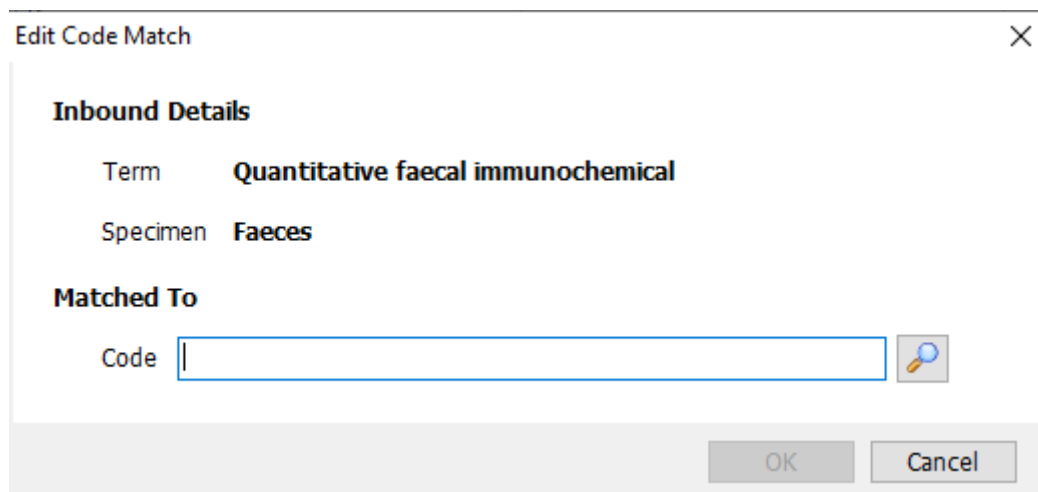 Edit Code Match
Inbound Details
Term Quantitative faecal immunochemical
Specimen Faeces
Matched To
Code
OK Cancel